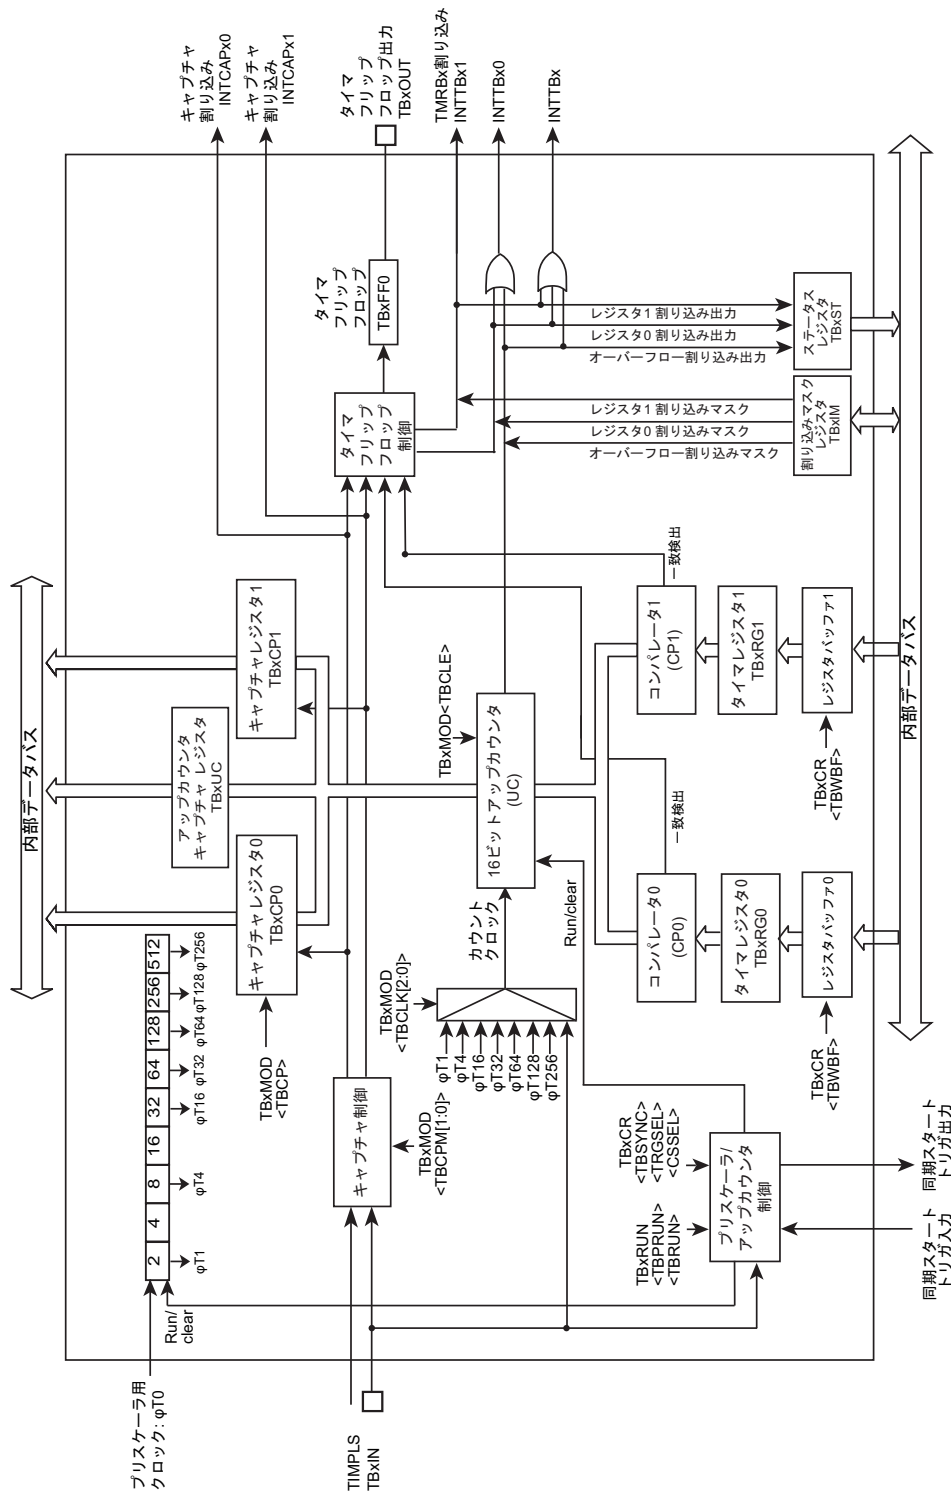 プリスケーラ用
クロック: φT0
Run/
clear
2
4
8
16
32
64
128
256
512
φT1
φT4
φT16
φT32
φT64
φT128
φT256
内部データバス
TIMPLS
TBxIN
キャプチャ制御
TBxMOD
<TBCPM[1:0]>
TBxMOD
<TBCP>
キャプチャレジスタ0
TBxCP0
アップカウンタ
キャプチャ レジスタ
TBxUC
キャプチャレジスタ1
TBxCP1
キャプチャ
割り込み
INTCAPx0
キャプチャ
割り込み
INTCAPx1
TBxMOD
<TBCLK[2:0]>
φT1
φT4
φT16
φT32
φT64
φT128
φT256
カウント
クロック
16ビットアップカウンタ
(UC)
TBxMOD<TBCLE>
Run/clear
タイマ
フリップ
フロップ
制御
タイマ
フリップ
フロップ
TBxFF0
タイマ
フリップ
フロップ出力
TBxOUT
TMRBx割り込み
INTTBx1
INTTBx0
INTTBx
レジスタ1 割り込み出力
レジスタ0 割り込み出力
オーバーフロー割り込み出力
レジスタ1 割り込みマスク
レジスタ0 割り込みマスク
オーバーフロー割り込みマスク
ステータス
レジスタ
TBxST
割り込みマスク
レジスタ
TBxIM
TBxRUN
<TBPRUN>
<TBRUN>
TBxCR
<TBSYNC>
<TRGSEL>
<CSSEL>
プリスケーラ/
アップカウンタ
制御
同期スタート
トリガ入力
同期スタート
トリガ出力
コンパレータ0
(CP0)
一致検出
タイマレジスタ0
TBxRG0
レジスタバッファ0
TBxCR
<TBWBF>
コンパレータ1
(CP1)
一致検出
タイマレジスタ1
TBxRG1
レジスタバッファ1
TBxCR
<TBWBF>
内部データバス